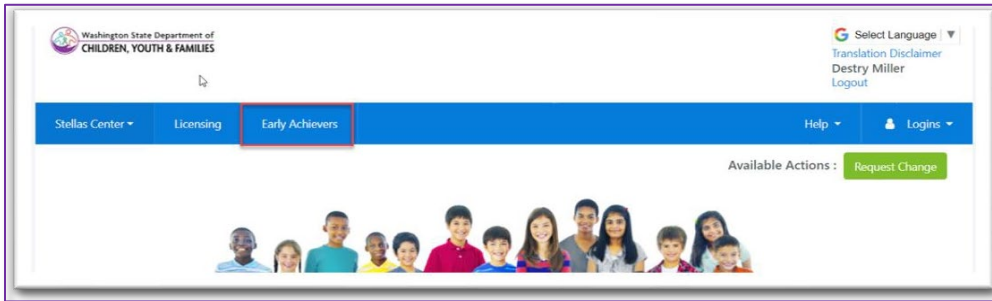 Washington State Department of
CHILDREN, YOUTH & FAMILIES
G Select Language ▼
Translation Disclaimer
Destry Miller
Logout
Stellas Center Licensing Early Achievers Help Logins
Available Actions : Request Change